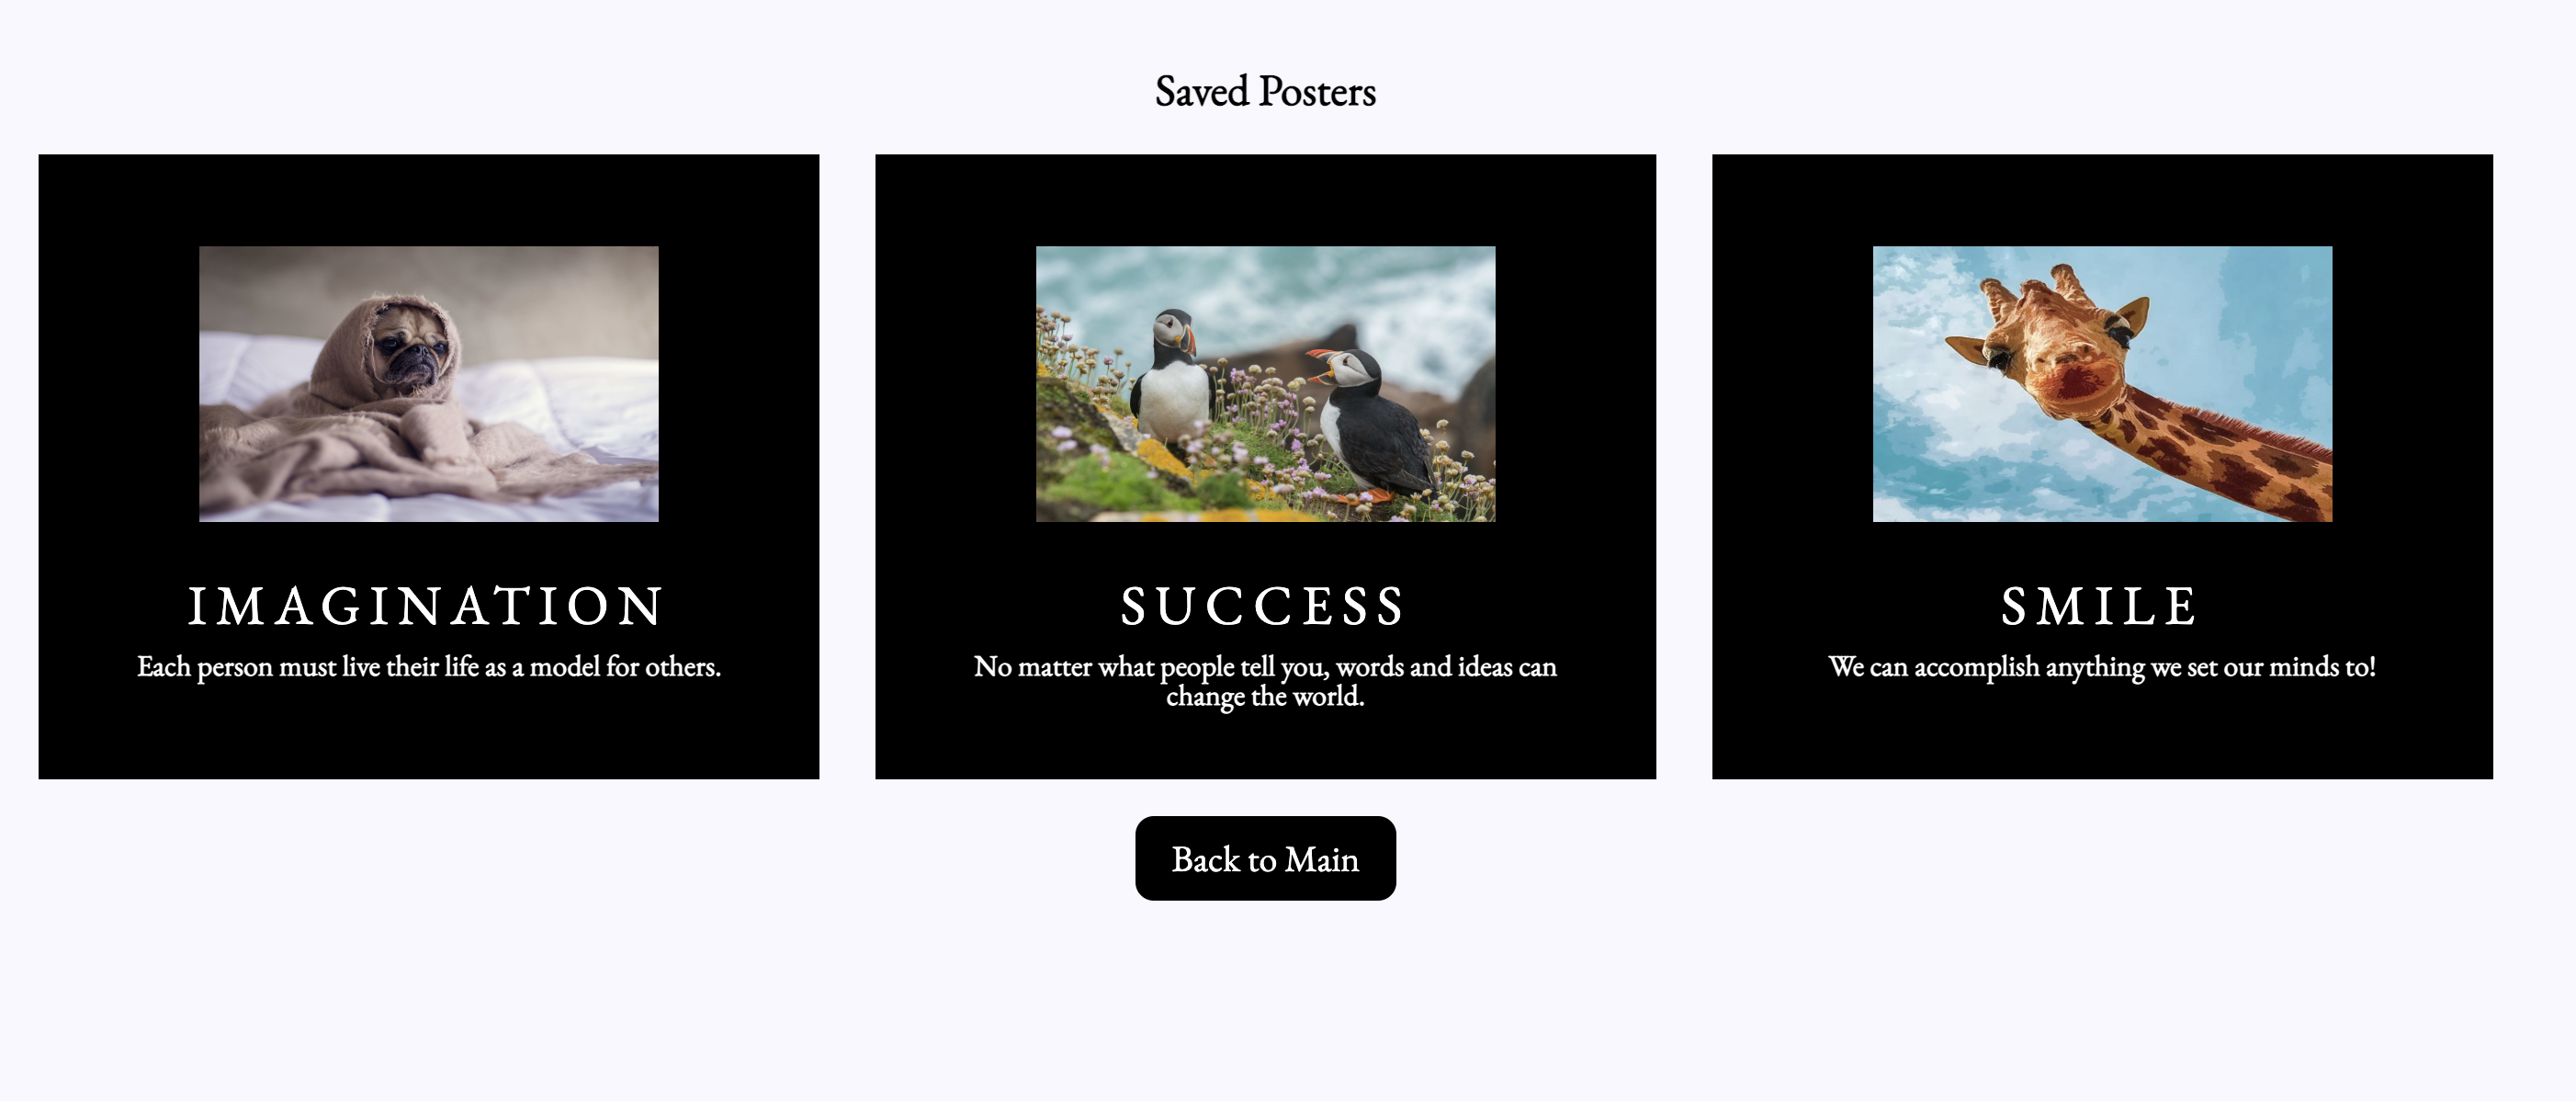 Saved Posters
IMAGINATION
Each person must live their life as a model for others.
SUCCESS
No matter what people tell you, words and ideas can
change the world.
SMILE
We can accomplish anything we set our minds to!
Back to Main